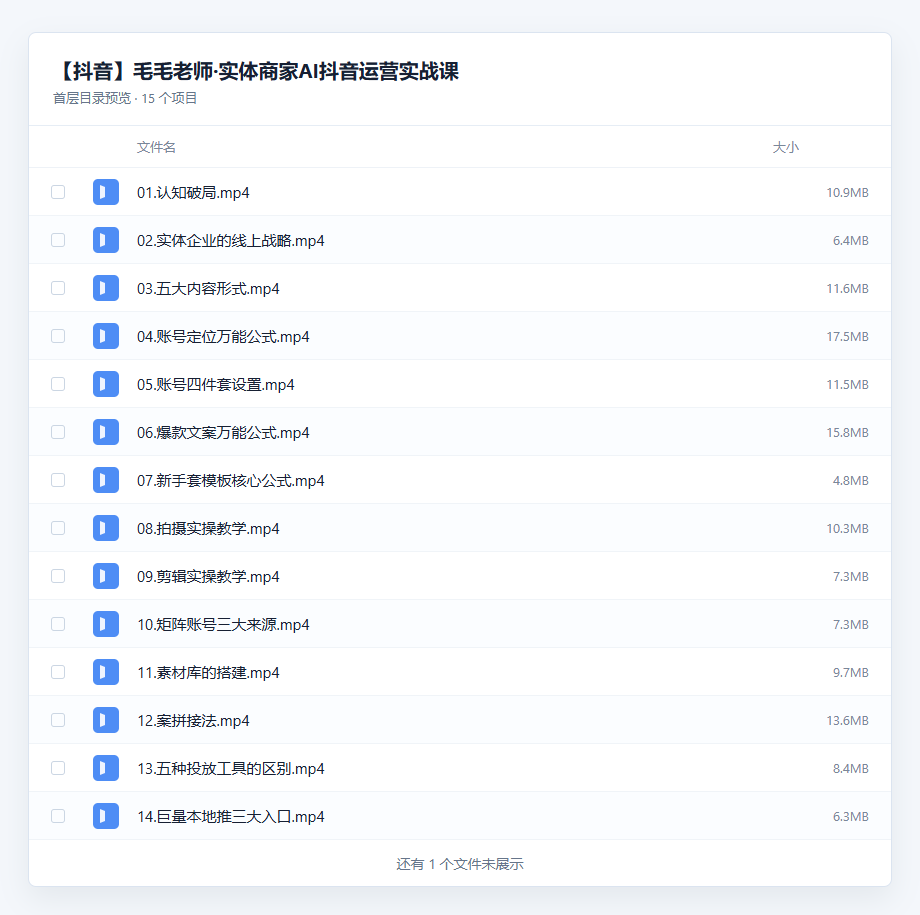 【抖音】毛毛老师·实体商家AI抖音运营实战课
首层目录预览 · 15 个项目
文件名 大小
01.认知破局.mp4 10.9MB
02.实体企业的线上战略.mp4 6.4MB
03.五大内容形式.mp4 11.6MB
04.账号定位万能公式.mp4 17.5MB
05.账号四件套设置.mp4 11.5MB
06.爆款文案万能公式.mp4 15.8MB
07.新手套模板核心公式.mp4 4.8MB
08.拍摄实操教学.mp4 10.3MB
09.剪辑实操教学.mp4 7.3MB
10.矩阵账号三大来源.mp4 7.3MB
11.素材库的搭建.mp4 9.7MB
12.案拼接法.mp4 13.6MB
13.五种投放工具的区别.mp4 8.4MB
14.巨量本地推三大入口.mp4 6.3MB
还有 1 个文件未展示